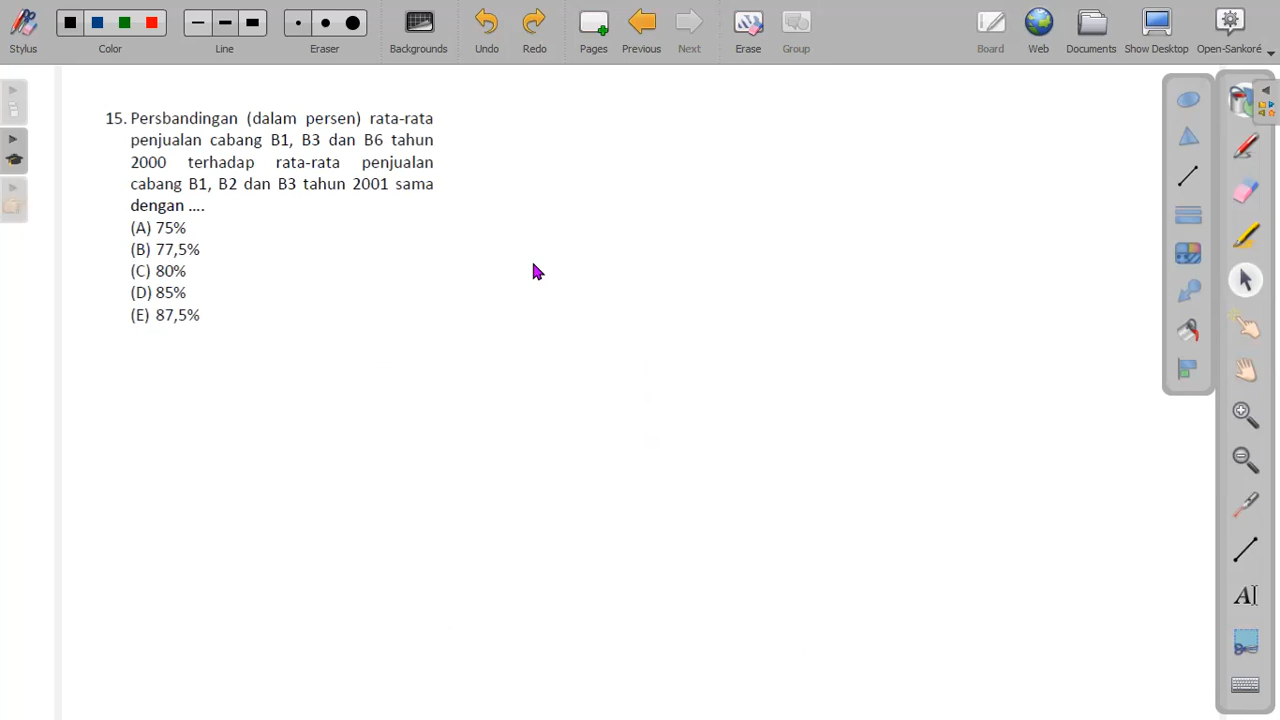 Stylus Color Line Eraser Backgrounds Undo Redo Pages Previous Next Erase Group Board Web Documents Show Desktop Open-Sankoré
15. Persbandingan (dalam persen) rata-rata
penjualan cabang B1, B3 dan B6 tahun
2000 terhadap rata-rata penjualan
cabang B1, B2 dan B3 tahun 2001 sama
dengan ....
(A) 75%
(B) 77,5%
(C) 80%
(D) 85%
(E) 87,5%